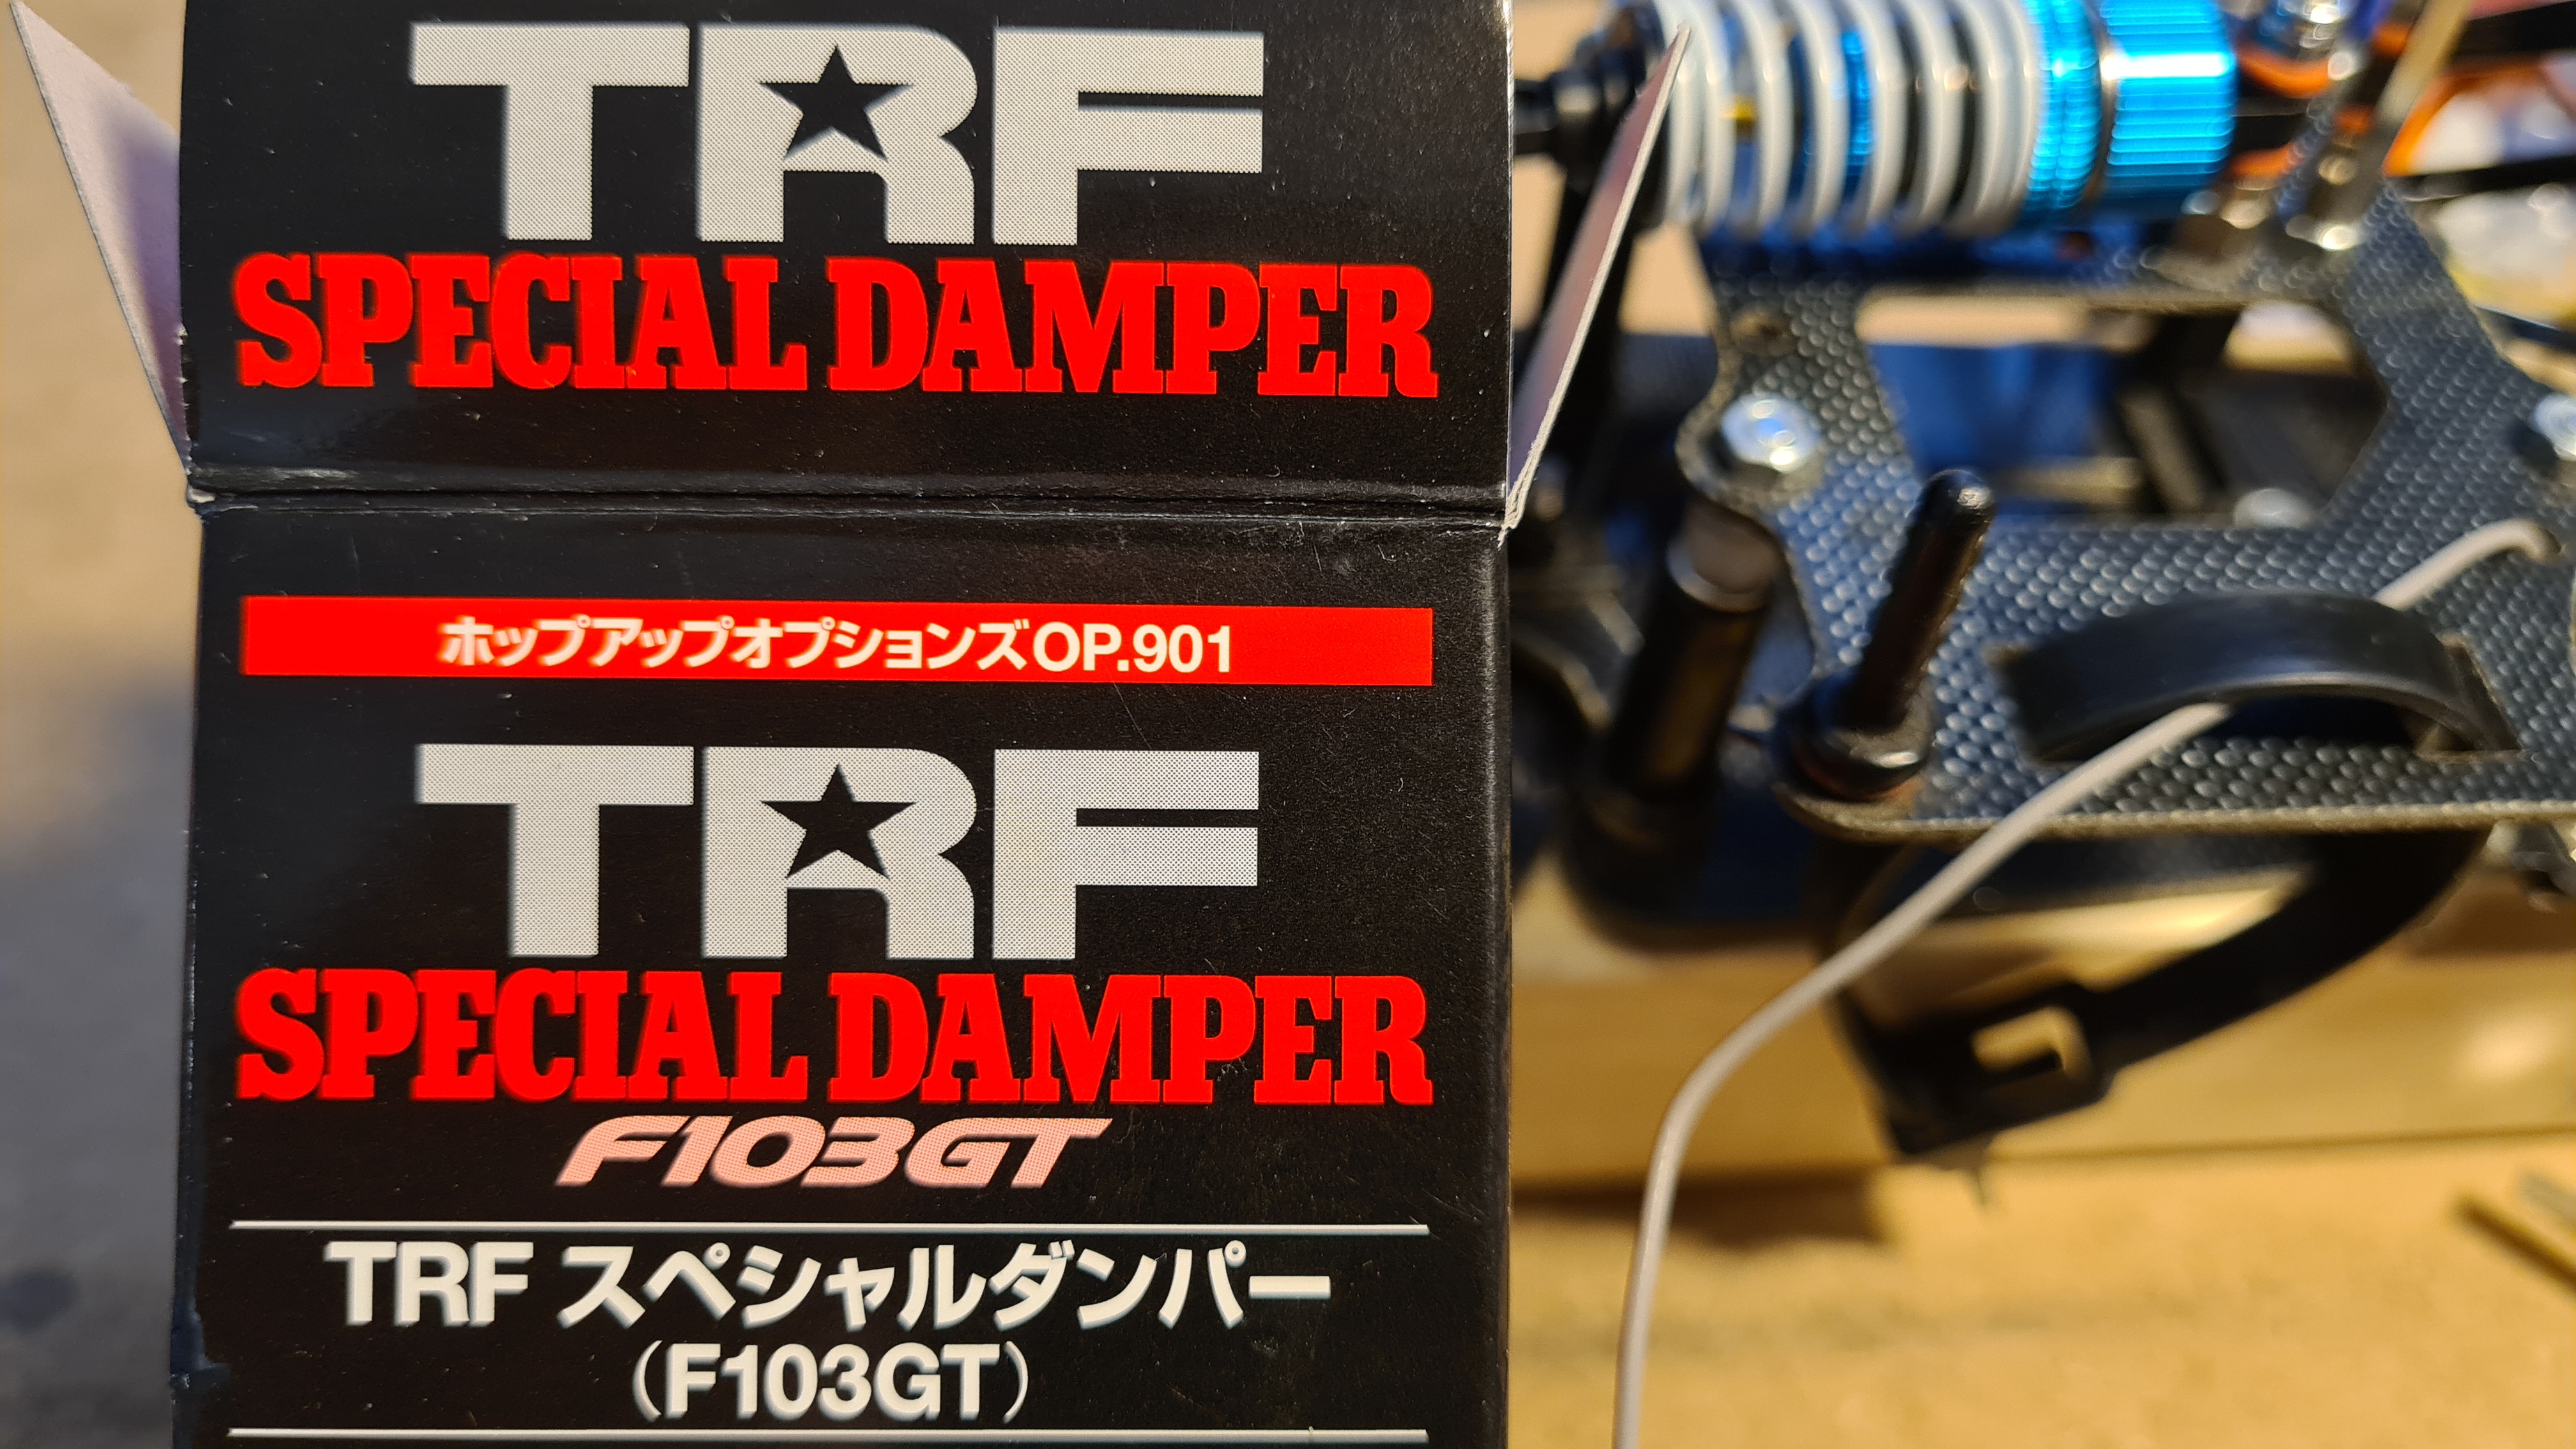 TRF
SPECIAL DAMPER
ホップアップオプションズOP.901
TRF
SPECIAL DAMPER
F103GT
TRF スペシャルダンパー
(F103GT)